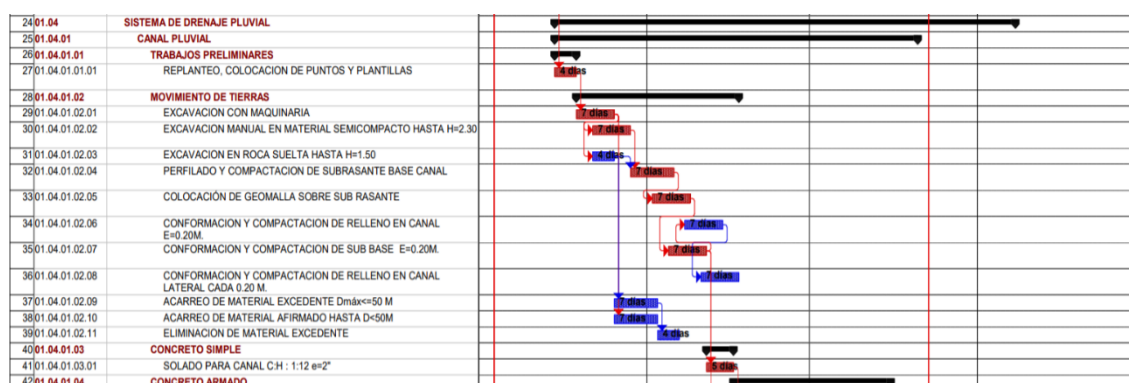 24 01.04 SISTEMA DE DRENAJE PLUVIAL
25 01.04.01 CANAL PLUVIAL
26 01.04.01.01 TRABAJOS PRELIMINARES
27 01.04.01.01.01 REPLANTEO, COLOCACION DE PUNTOS Y PLANTILLAS 4 días
28 01.04.01.02 MOVIMIENTO DE TIERRAS
29 01.04.01.02.01 EXCAVACION CON MAQUINARIA 7 días
30 01.04.01.02.02 EXCAVACION MANUAL EN MATERIAL SEMICOMPACTO HASTA H=2.30 7 días
31 01.04.01.02.03 EXCAVACION EN ROCA SUELTA HASTA H=1.50 4 días
32 01.04.01.02.04 PERFILADO Y COMPACTACION DE SUBRASANTE BASE CANAL 7 días
33 01.04.01.02.05 COLOCACIÓN DE GEOMALLA SOBRE SUB RASANTE 7 días
34 01.04.01.02.06 CONFORMACION Y COMPACTACION DE RELLENO EN CANAL 7 días
E=0.20M.
35 01.04.01.02.07 CONFORMACION Y COMPACTACION DE SUB BASE E=0.20M. 7 días
36 01.04.01.02.08 CONFORMACION Y COMPACTACION DE RELLENO EN CANAL 7 días
LATERAL CADA 0.20 M.
37 01.04.01.02.09 ACARREO DE MATERIAL EXCEDENTE Dmáx<=50 M 7 días
38 01.04.01.02.10 ACARREO DE MATERIAL AFIRMADO HASTA D<50M 7 días
39 01.04.01.02.11 ELIMINACION DE MATERIAL EXCEDENTE 4 días
40 01.04.01.03 CONCRETO SIMPLE
41 01.04.01.03.01 SOLADO PARA CANAL C:H : 1:12 e=2" 5 días
42 01.04.01.04 CONCRETO ARMADO